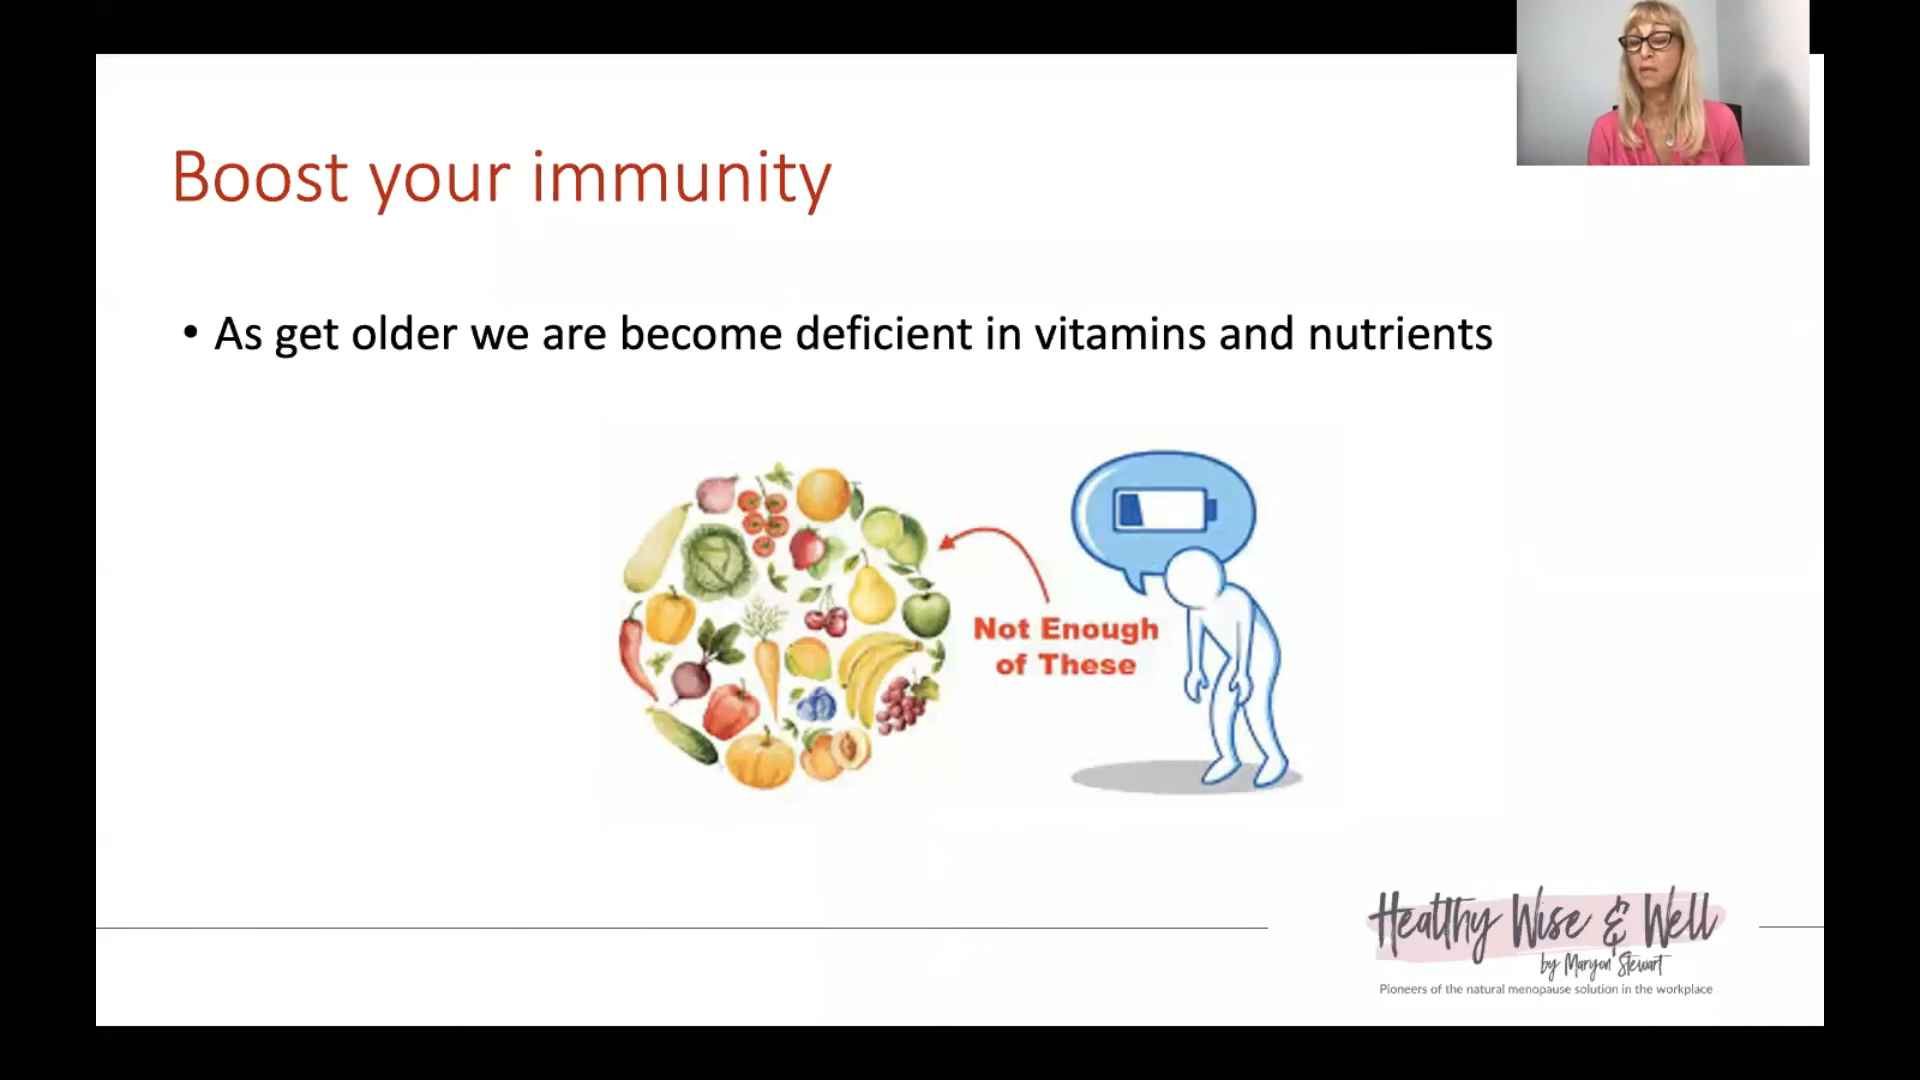 Boost your immunity
• As get older we are become deficient in vitamins and nutrients
Not Enough
of These
Healthy Wise & Well
by Maryon Stewart
Pioneers of the natural menopause solution in the workplace